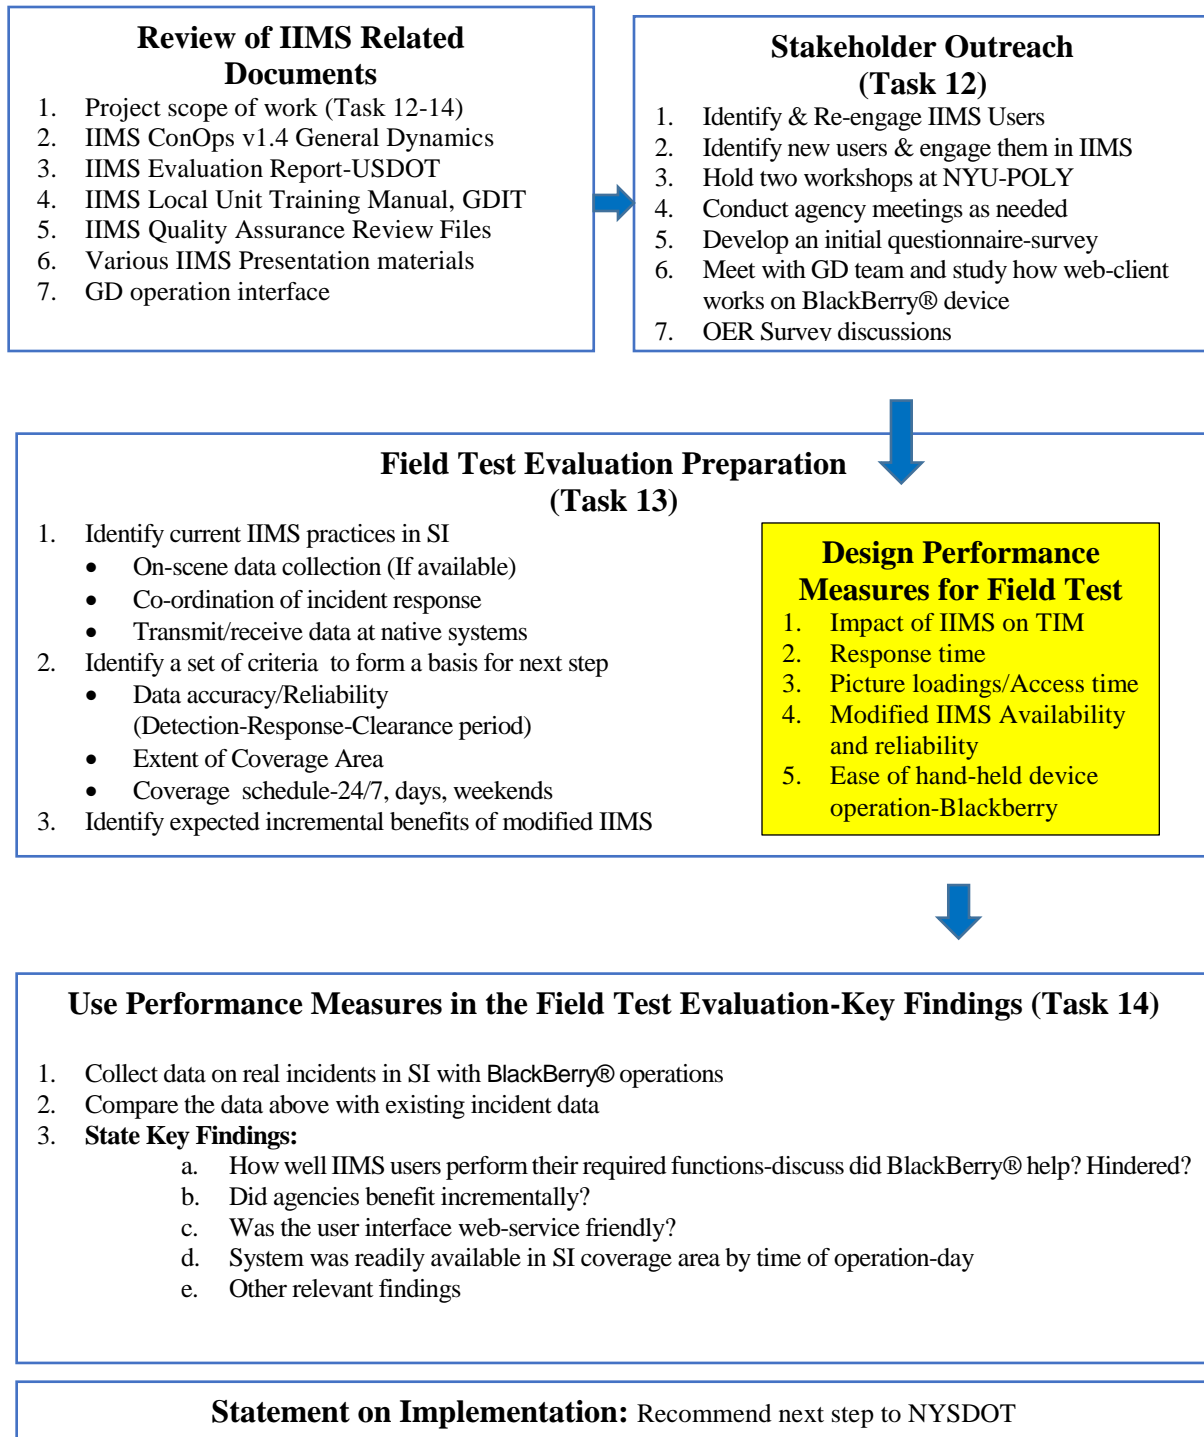 Review of IIMS Related
Documents
1. Project scope of work (Task 12-14)
2. IIMS ConOps v1.4 General Dynamics
3. IIMS Evaluation Report-USDOT
4. IIMS Local Unit Training Manual, GDIT
5. IIMS Quality Assurance Review Files
6. Various IIMS Presentation materials
7. GD operation interface
Stakeholder Outreach
(Task 12)
1. Identify & Re-engage IIMS Users
2. Identify new users & engage them in IIMS
3. Hold two workshops at NYU-POLY
4. Conduct agency meetings as needed
5. Develop an initial questionnaire-survey
6. Meet with GD team and study how web-client
works on BlackBerry® device
7. OER Survey discussions
Field Test Evaluation Preparation
(Task 13)
1. Identify current IIMS practices in SI
• On-scene data collection (If available)
• Co-ordination of incident response
• Transmit/receive data at native systems
2. Identify a set of criteria to form a basis for next step
• Data accuracy/Reliability
(Detection-Response-Clearance period)
• Extent of Coverage Area
• Coverage schedule-24/7, days, weekends
3. Identify expected incremental benefits of modified IIMS
Design Performance
Measures for Field Test
1. Impact of IIMS on TIM
2. Response time
3. Picture loadings/Access time
4. Modified IIMS Availability
and reliability
5. Ease of hand-held device
operation-Blackberry
Use Performance Measures in the Field Test Evaluation-Key Findings (Task 14)
1. Collect data on real incidents in SI with BlackBerry® operations
2. Compare the data above with existing incident data
3. State Key Findings:
a. How well IIMS users perform their required functions-discuss did BlackBerry® help? Hindered?
b. Did agencies benefit incrementally?
c. Was the user interface web-service friendly?
d. System was readily available in SI coverage area by time of operation-day
e. Other relevant findings
Statement on Implementation: Recommend next step to NYSDOT